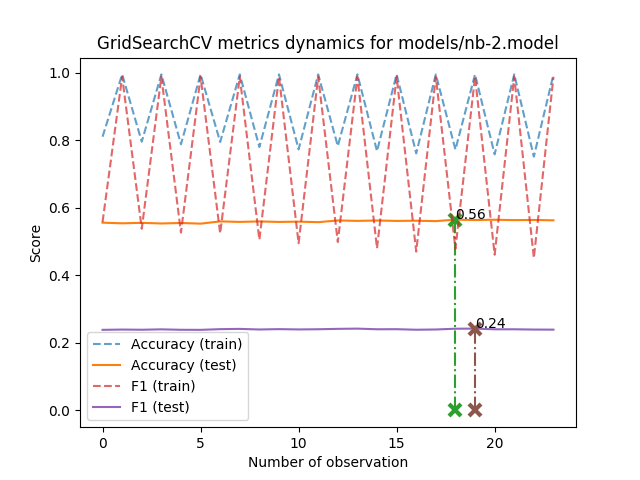 GridSearchCV metrics dynamics for models/nb-2.model
1.0
0.8
0.6
0.4
0.2
0.0
Score
0.56
0.24
Accuracy (train)
Accuracy (test)
F1 (train)
F1 (test)
0
5
10
15
20
Number of observation